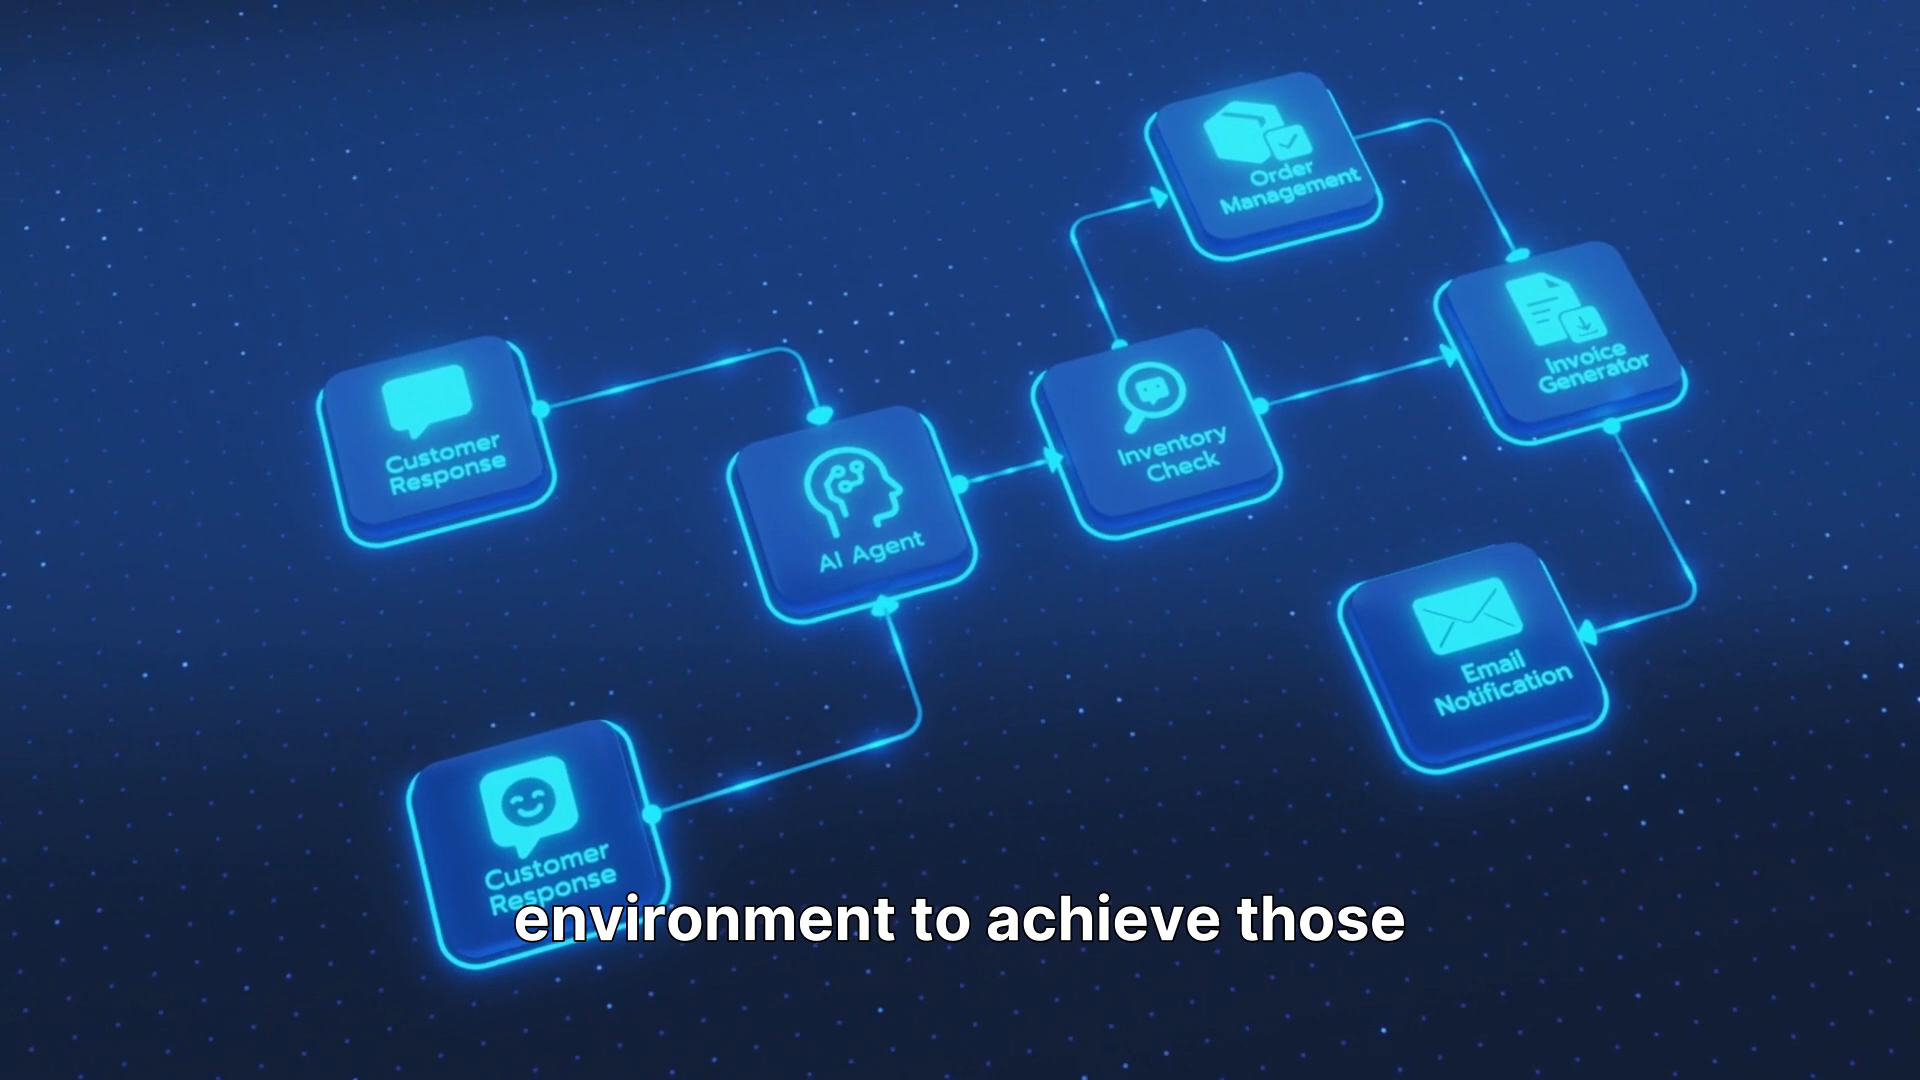 Order
Management
Invoice
Generator
Customer
Response
Inventory
Check
AI Agent
Email
Notification
Customer
Response
environment to achieve those